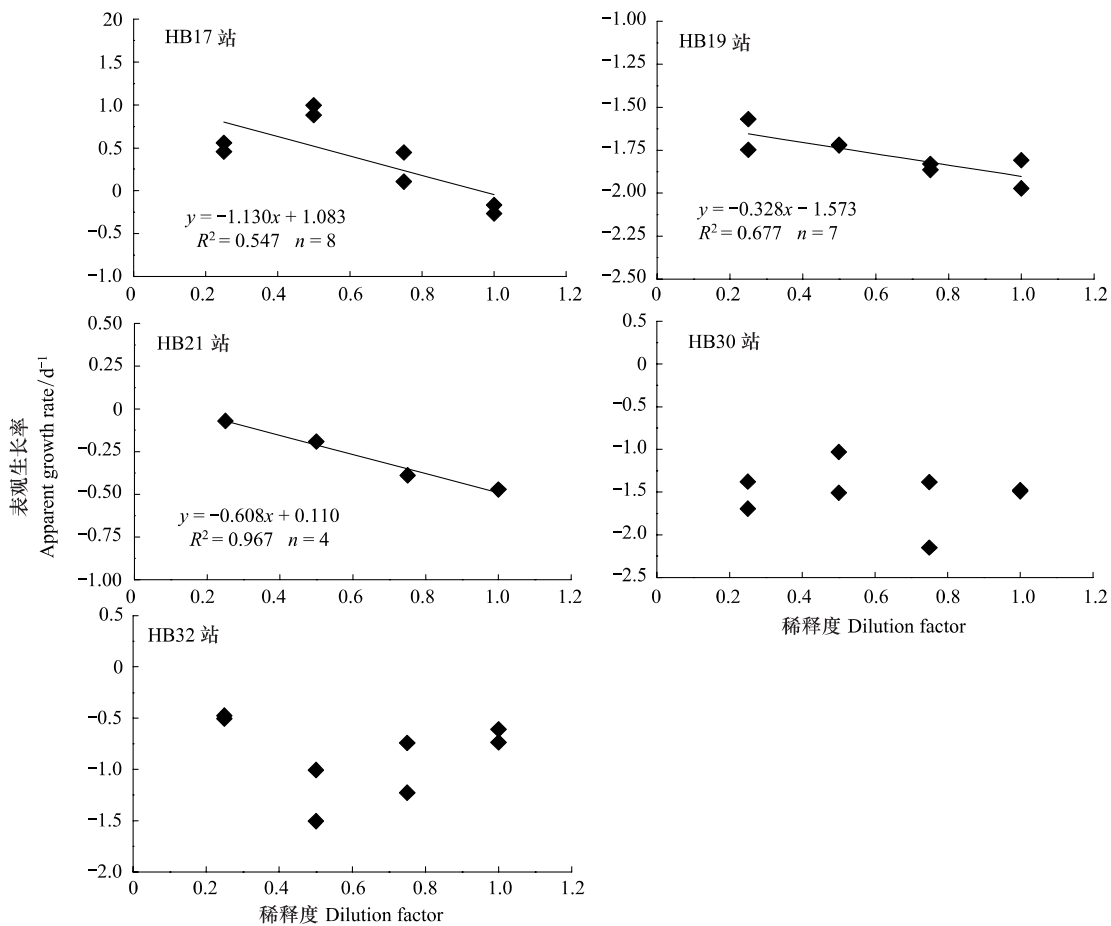 HB17 站
20
1.5
1.0
0.5
0
−0.5
−1.0
y = −1.130x + 1.083
R² = 0.547 n = 8
0 0.2 0.4 0.6 0.8 1.0 1.2
HB19 站
−1.00
−1.25
−1.50
−1.75
−2.00
−2.25
−2.50
y = −0.328x − 1.573
R² = 0.677 n = 7
0 0.2 0.4 0.6 0.8 1.0 1.2
表观生长率
Apparent growth rate/d⁻¹
HB21 站
0.50
0.25
0
−0.25
−0.50
−0.75
−1.00
y = −0.608x + 0.110
R² = 0.967 n = 4
0 0.2 0.4 0.6 0.8 1.0 1.2
HB30 站
0.5
0
−0.5
−1.0
−1.5
−2.0
−2.5
0 0.2 0.4 0.6 0.8 1.0 1.2
稀释度 Dilution factor
HB32 站
0.5
0
−0.5
−1.0
−1.5
−2.0
0 0.2 0.4 0.6 0.8 1.0 1.2
稀释度 Dilution factor